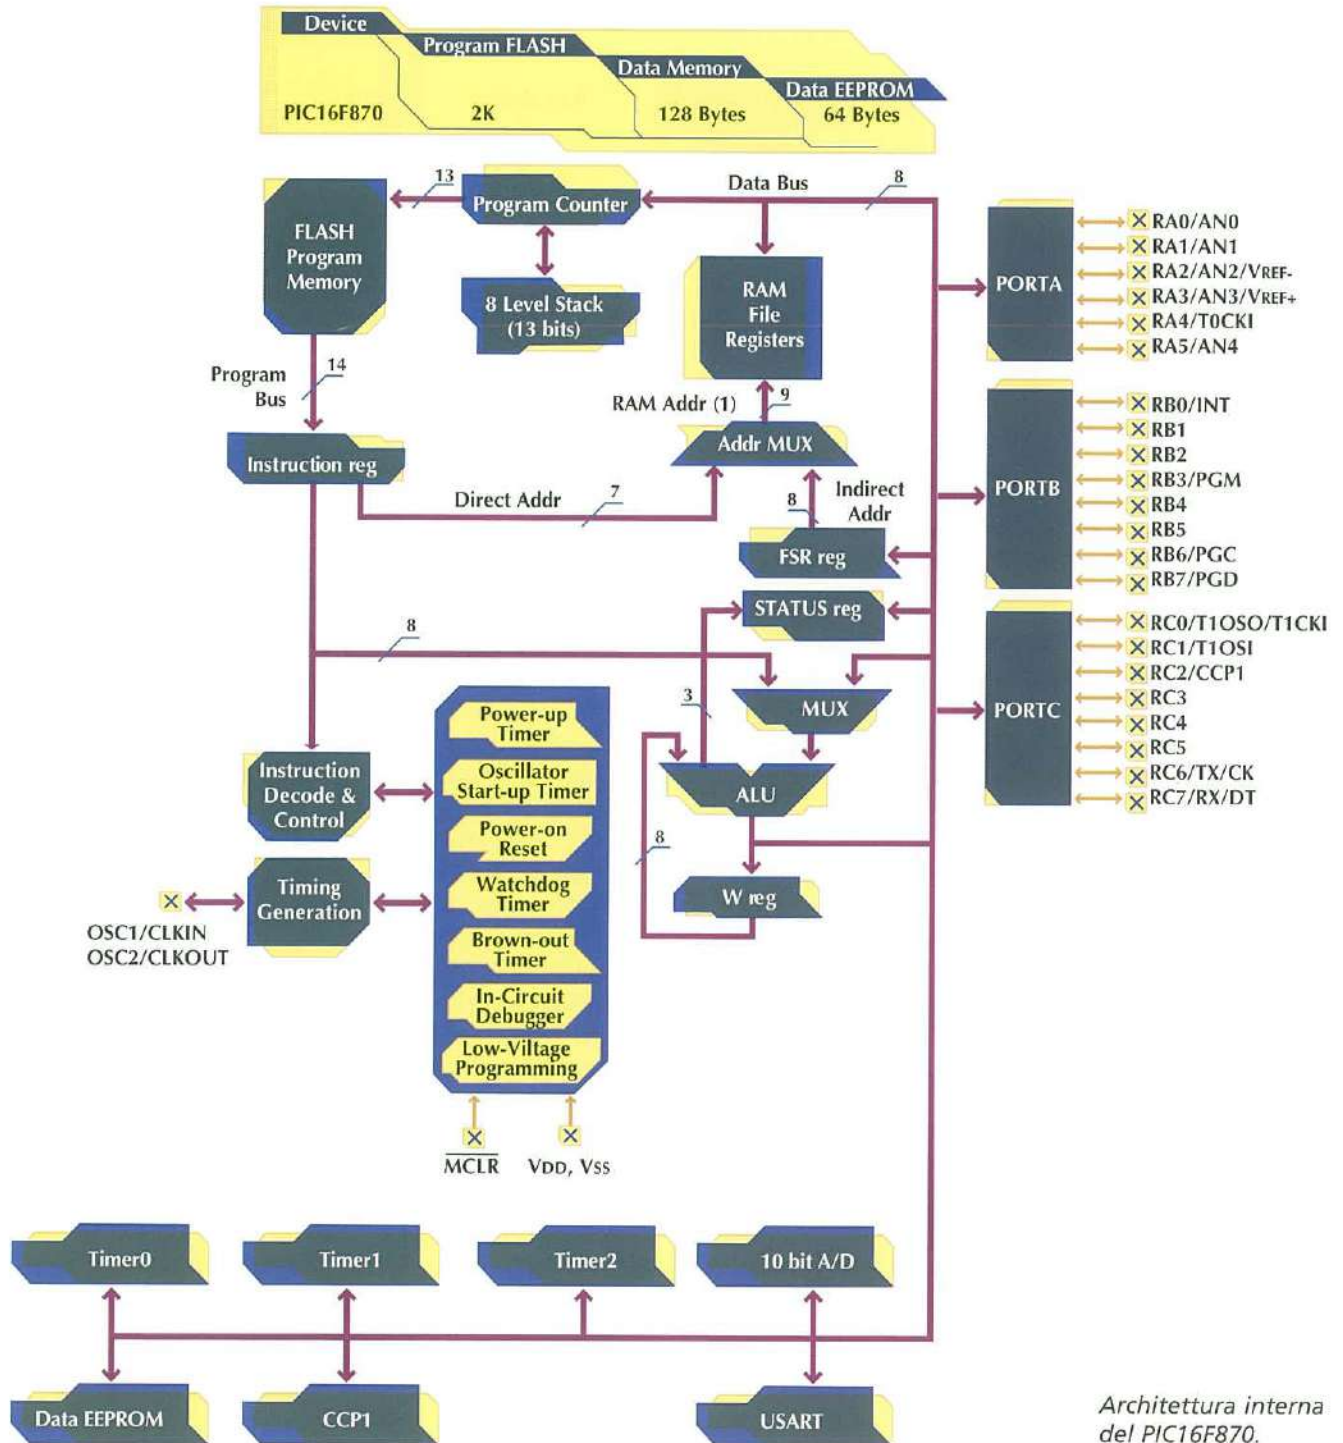 Device
Program FLASH
Data Memory
Data EEPROM
PIC16F870
2K
128 Bytes
64 Bytes
13
Program Counter
Data Bus
8
FLASH
Program
Memory
8 Level Stack
(13 bits)
RAM
File
Registers
PORTA
RA0/AN0
RA1/AN1
RA2/AN2/VREF-
RA3/AN3/VREF+
RA4/T0CKI
RA5/AN4
Program
Bus
14
RAM Addr (1)
9
Instruction reg
Addr MUX
Direct Addr
7
8
Indirect
Addr
FSR reg
PORTB
RB0/INT
RB1
RB2
RB3/PGM
RB4
RB5
RB6/PGC
RB7/PGD
STATUS reg
8
3
MUX
ALU
8
W reg
PORTC
RC0/T1OSO/T1CKI
RC1/T1OSI
RC2/CCP1
RC3
RC4
RC5
RC6/TX/CK
RC7/RX/DT
Instruction
Decode &
Control
Timing
Generation
OSC1/CLKIN
OSC2/CLKOUT
Power-up
Timer
Oscillator
Start-up Timer
Power-on
Reset
Watchdog
Timer
Brown-out
Timer
In-Circuit
Debugger
Low-Viltage
Programming
MCLR
VDD, VSS
Timer0
Timer1
Timer2
10 bit A/D
Data EEPROM
CCP1
USART
Architettura interna
del PIC16F870.